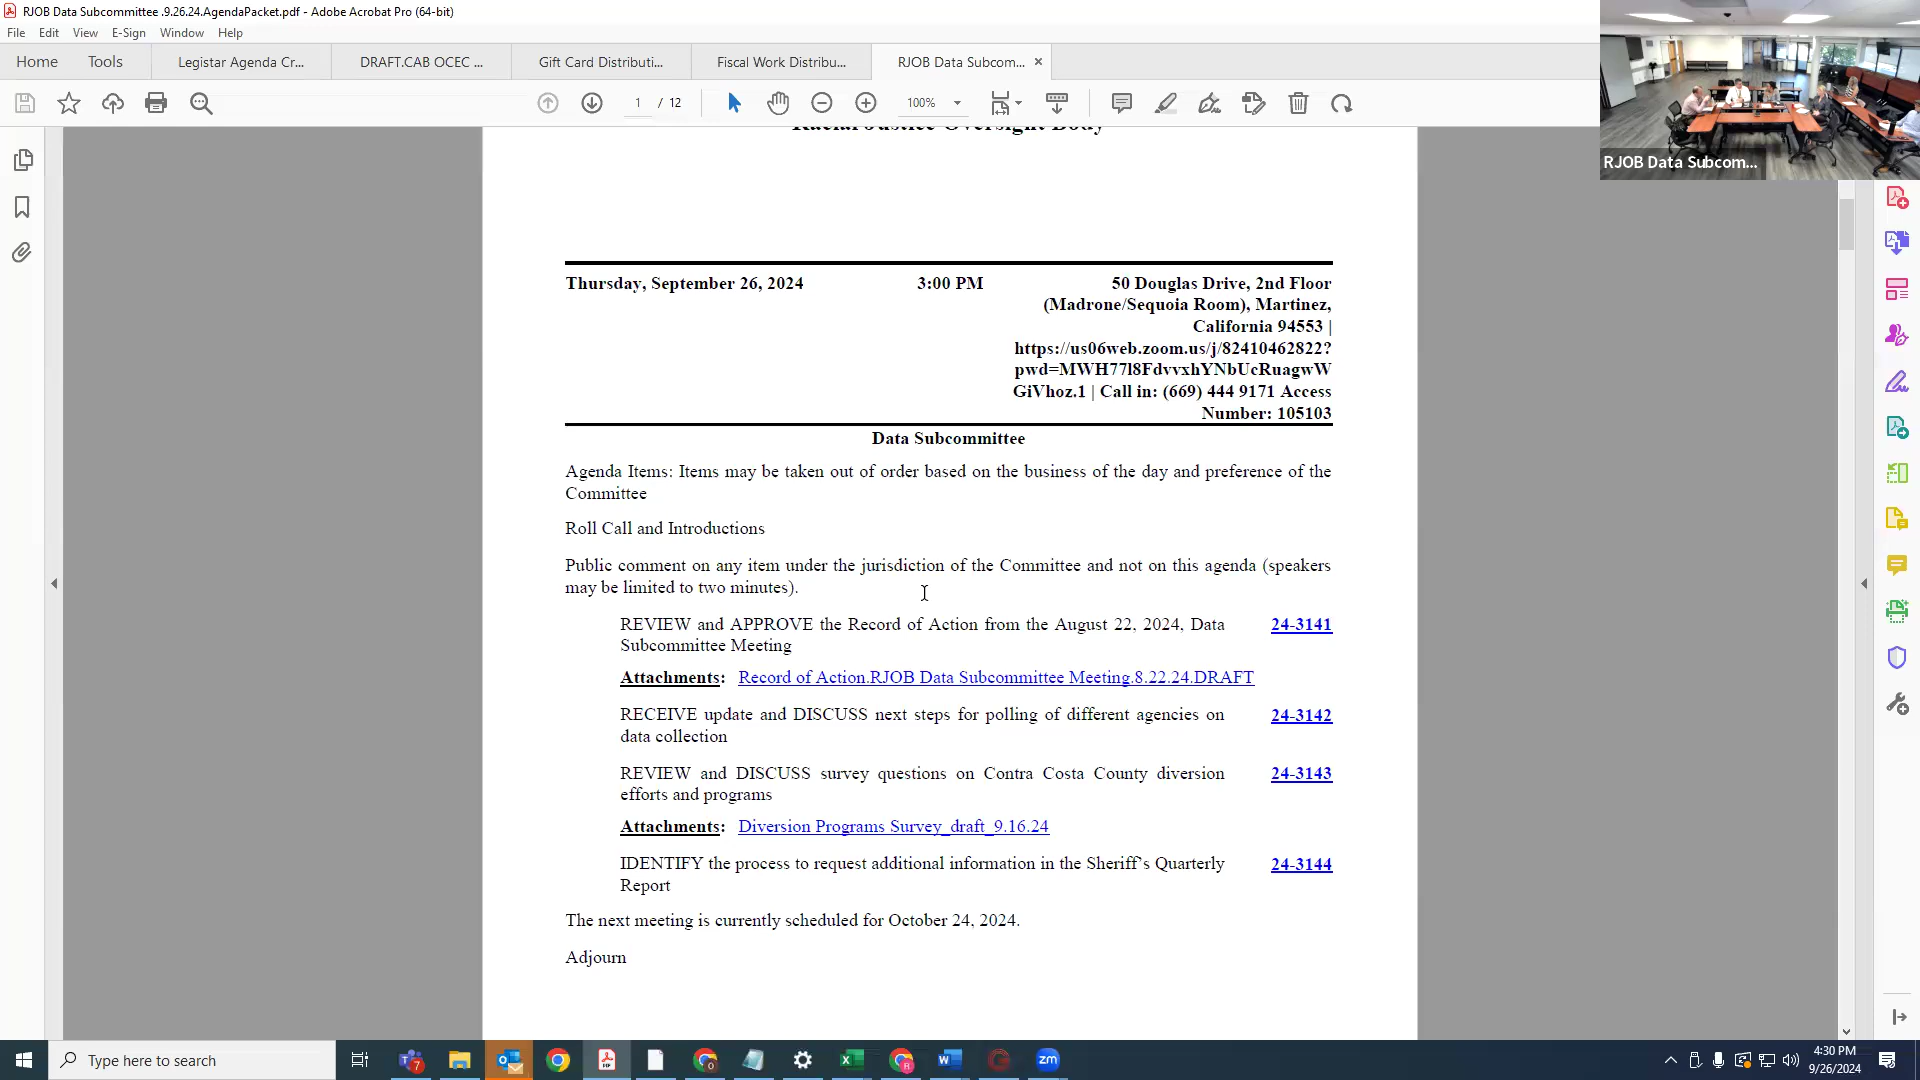 RJOB Data Subcommittee .9.26.24.AgendaPacket.pdf - Adobe Acrobat Pro (64-bit)
File Edit View E-Sign Window Help
Home Tools Legistar Agenda Cr... DRAFT.CAB OCEC ... Gift Card Distributi... Fiscal Work Distribu... RJOB Data Subcom... ×
1 / 12 100%
RJOB Data Subcom...
Racial Justice Oversight Body
Thursday, September 26, 2024 3:00 PM 50 Douglas Drive, 2nd Floor
(Madrone/Sequoia Room), Martinez,
California 94553 |
https://us06web.zoom.us/j/82410462822?
pwd=MWH77l8FdvvxhYNbUcRuagwW
GiVhoz.1 | Call in: (669) 444 9171 Access
Number: 105103
Data Subcommittee
Agenda Items: Items may be taken out of order based on the business of the day and preference of the
Committee
Roll Call and Introductions
Public comment on any item under the jurisdiction of the Committee and not on this agenda (speakers
may be limited to two minutes).
REVIEW and APPROVE the Record of Action from the August 22, 2024, Data 24-3141
Subcommittee Meeting
Attachments: Record of Action.RJOB Data Subcommittee Meeting.8.22.24.DRAFT
RECEIVE update and DISCUSS next steps for polling of different agencies on 24-3142
data collection
REVIEW and DISCUSS survey questions on Contra Costa County diversion 24-3143
efforts and programs
Attachments: Diversion Programs Survey_draft_9.16.24
IDENTIFY the process to request additional information in the Sheriff's Quarterly 24-3144
Report
The next meeting is currently scheduled for October 24, 2024.
Adjourn
Type here to search
4:30 PM
9/26/2024